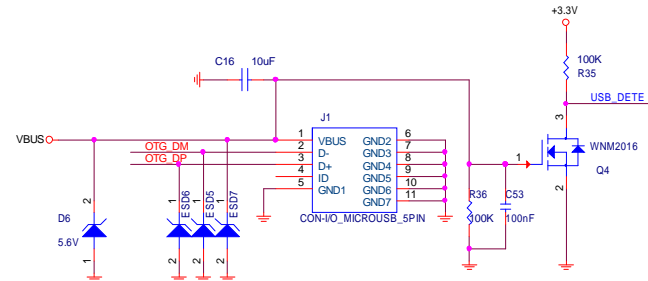 +3.3V
C16 10uF
100K
R35
USB_DETE
J1
3
VBUS
1 VBUS GND2 6
OTG_DM 2 D- GND3 7
OTG_DP 3 D+ GND4 8
4 ID GND5 9
5 GND1 GND6 10
GND7 11
CON-I/O_MICROUSB_5PIN
1
WNM2016
Q4
2
R36
100K
C53
100nF
2
D6
5.6V
1
1 ESD6 2
1 ESD5 2
1 ESD7 2